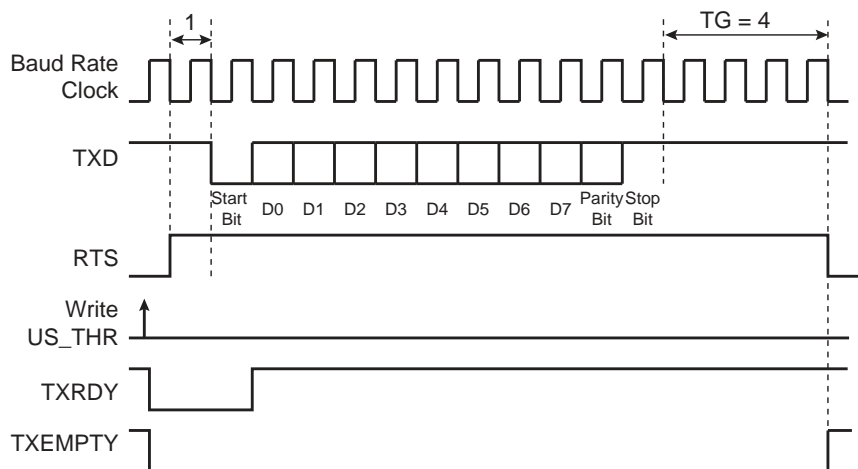 1
TG = 4
Baud Rate
Clock
TXD
Start
Bit
D0
D1
D2
D3
D4
D5
D6
D7
Parity
Bit
Stop
Bit
RTS
Write
US_THR
TXRDY
TXEMPTY